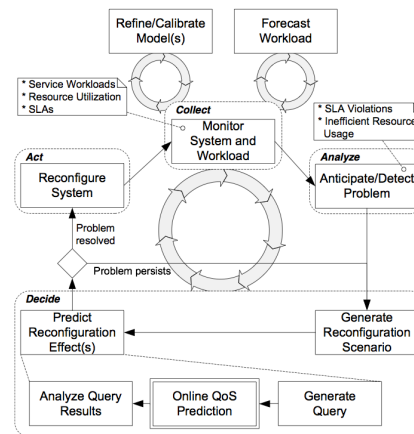 Refine/Calibrate
Model(s)
Forecast
Workload
* Service Workloads
* Resource Utilization
* SLAs
Collect
Monitor
System and
Workload
* SLA Violations
* Inefficient Resource
Usage
Act
Reconfigure
System
Analyze
Anticipate/Detect
Problem
Problem
resolved
Problem persists
Decide
Predict
Reconfiguration
Effect(s)
Generate
Reconfiguration
Scenario
Analyze Query
Results
Online QoS
Prediction
Generate
Query